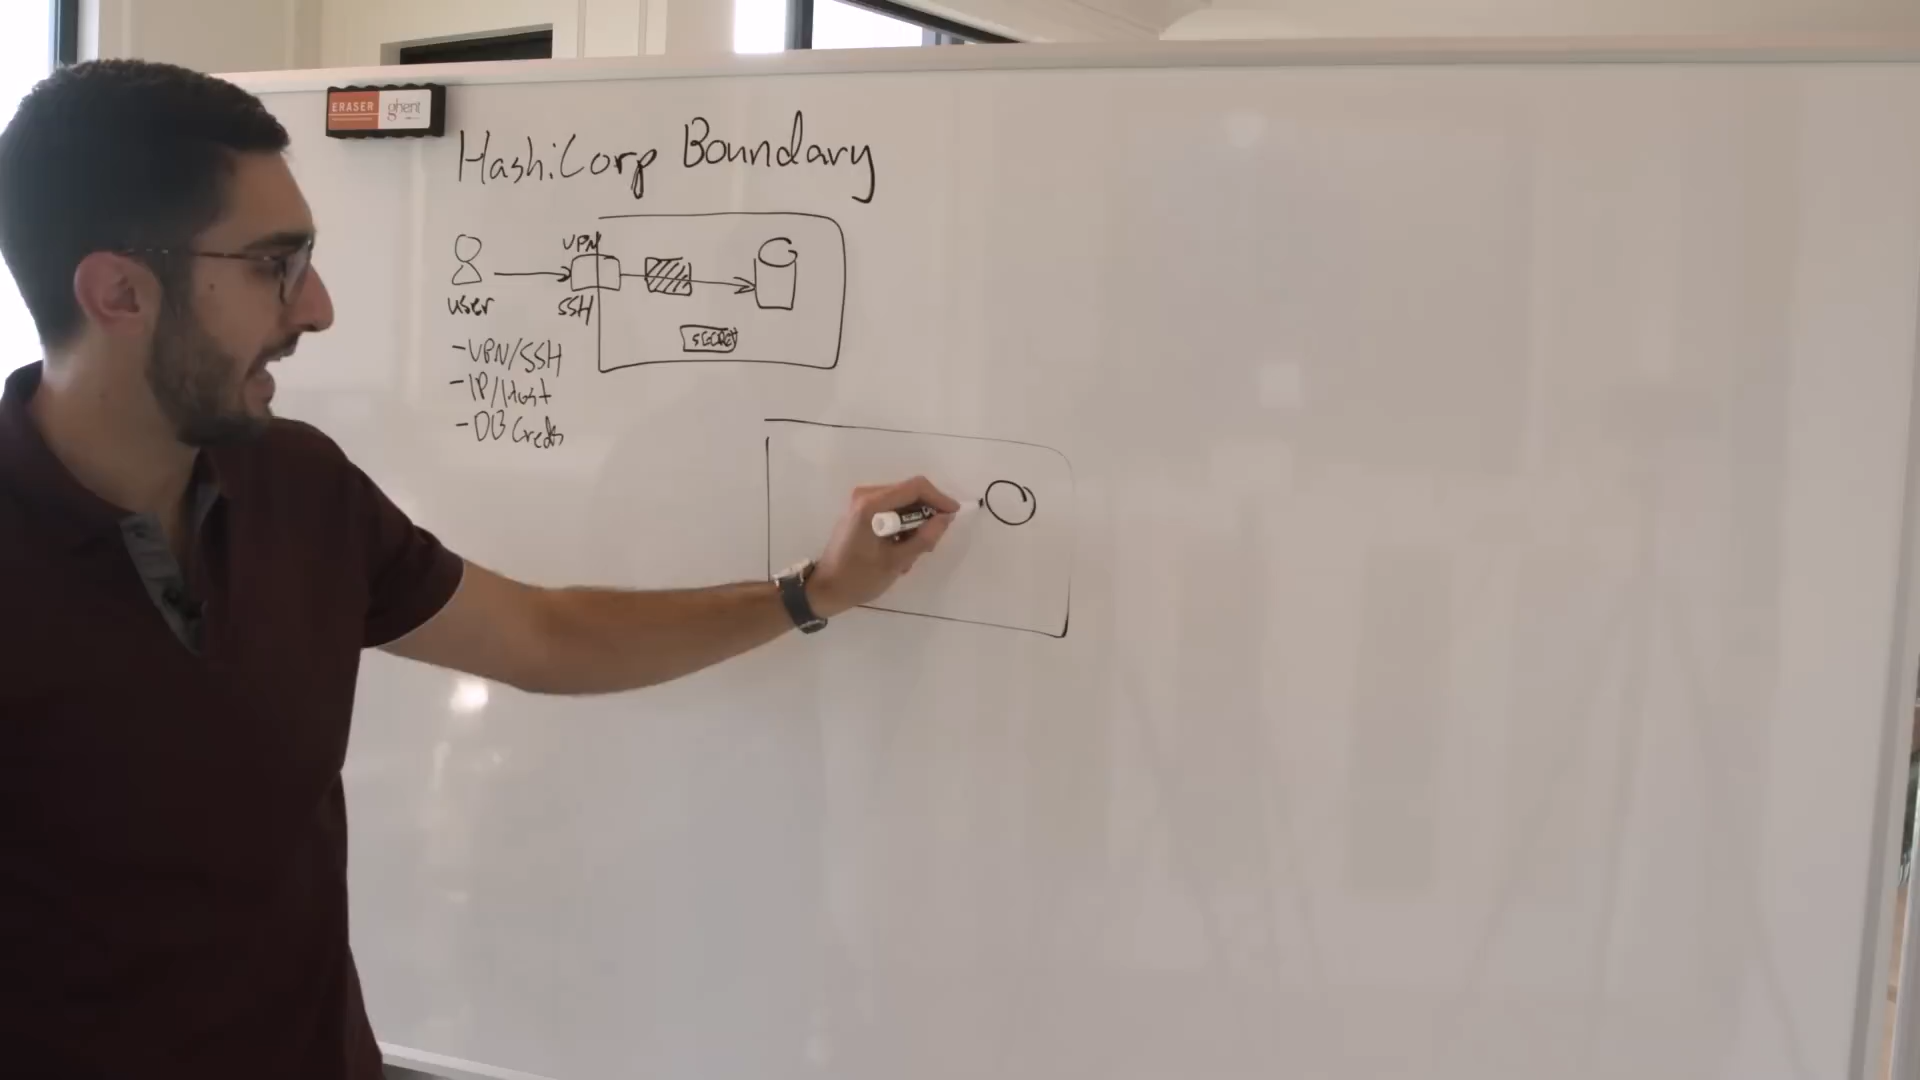 ERASER ghent
HashiCorp Boundary
VPN
user
SSH
SECRET
-VPN/SSH
-IP/Host
-DB Creds